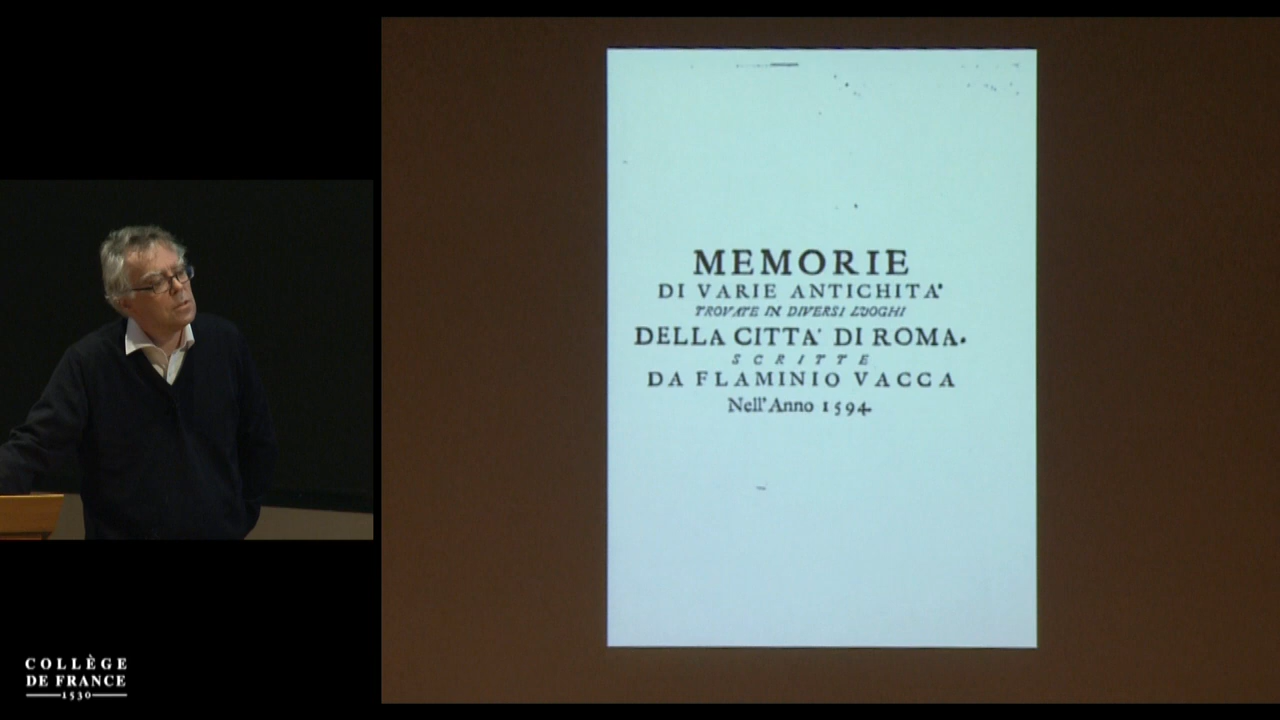 MEMORIE
DI VARIE ANTICHITA'
TROVATE IN DIVERSI LUOGHI
DELLA CITTA' DI ROMA.
SCRITTE
DA FLAMINIO VACCA
Nell'Anno 1594
COLLÈGE
DE FRANCE
1530